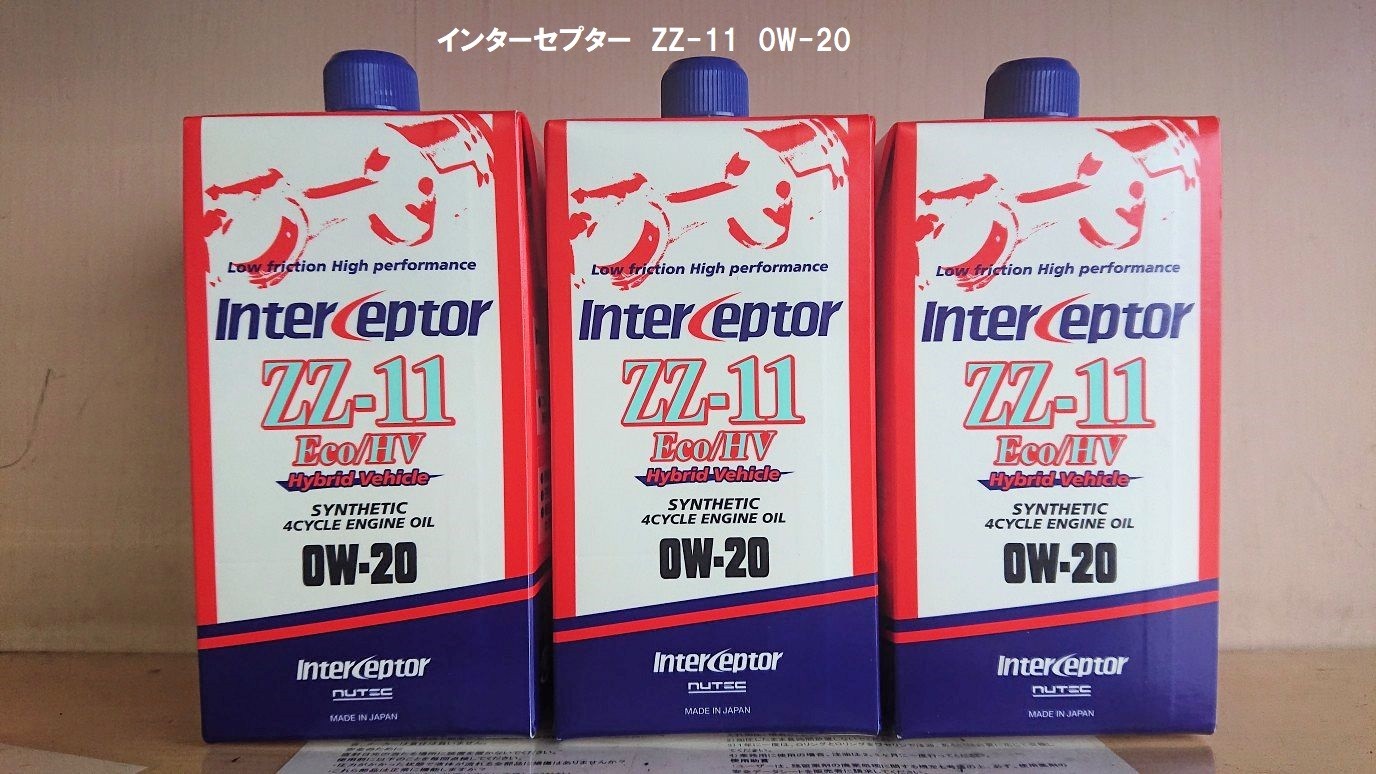 インターセプター ZZ-11 0W-20
Low friction High performance
Interceptor
ZZ-11
Eco/HV
Hybrid Vehicle
SYNTHETIC
4CYCLE ENGINE OIL
0W-20
Interceptor
NUTEC
MADE IN JAPAN
Low friction High performance
Interceptor
ZZ-11
Eco/HV
Hybrid Vehicle
SYNTHETIC
4CYCLE ENGINE OIL
0W-20
Interceptor
NUTEC
MADE IN JAPAN
Low friction High performance
Interceptor
ZZ-11
Eco/HV
Hybrid Vehicle
SYNTHETIC
4CYCLE ENGINE OIL
0W-20
Interceptor
NUTEC
MADE IN JAPAN